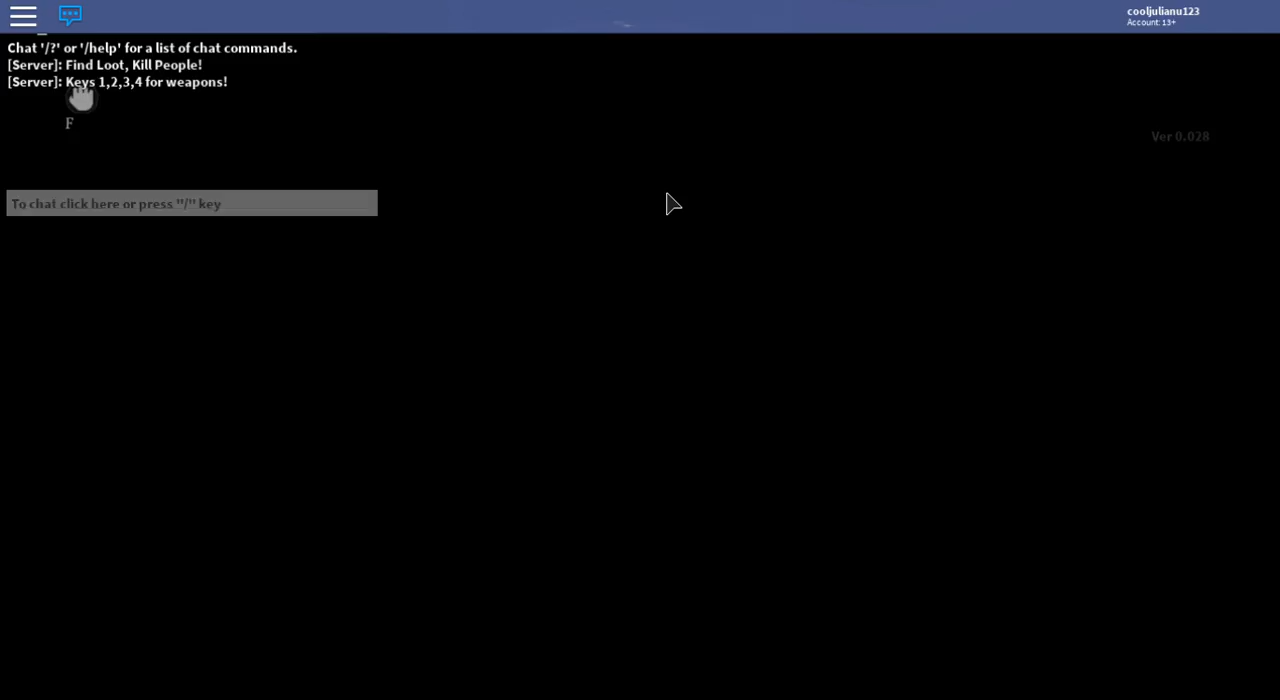 cooljulianu123
Account: 13+
Chat '/?' or '/help' for a list of chat commands.
[Server]: Find Loot, Kill People!
[Server]: Keys 1,2,3,4 for weapons!
F
Ver 0.028
To chat click here or press "/" key